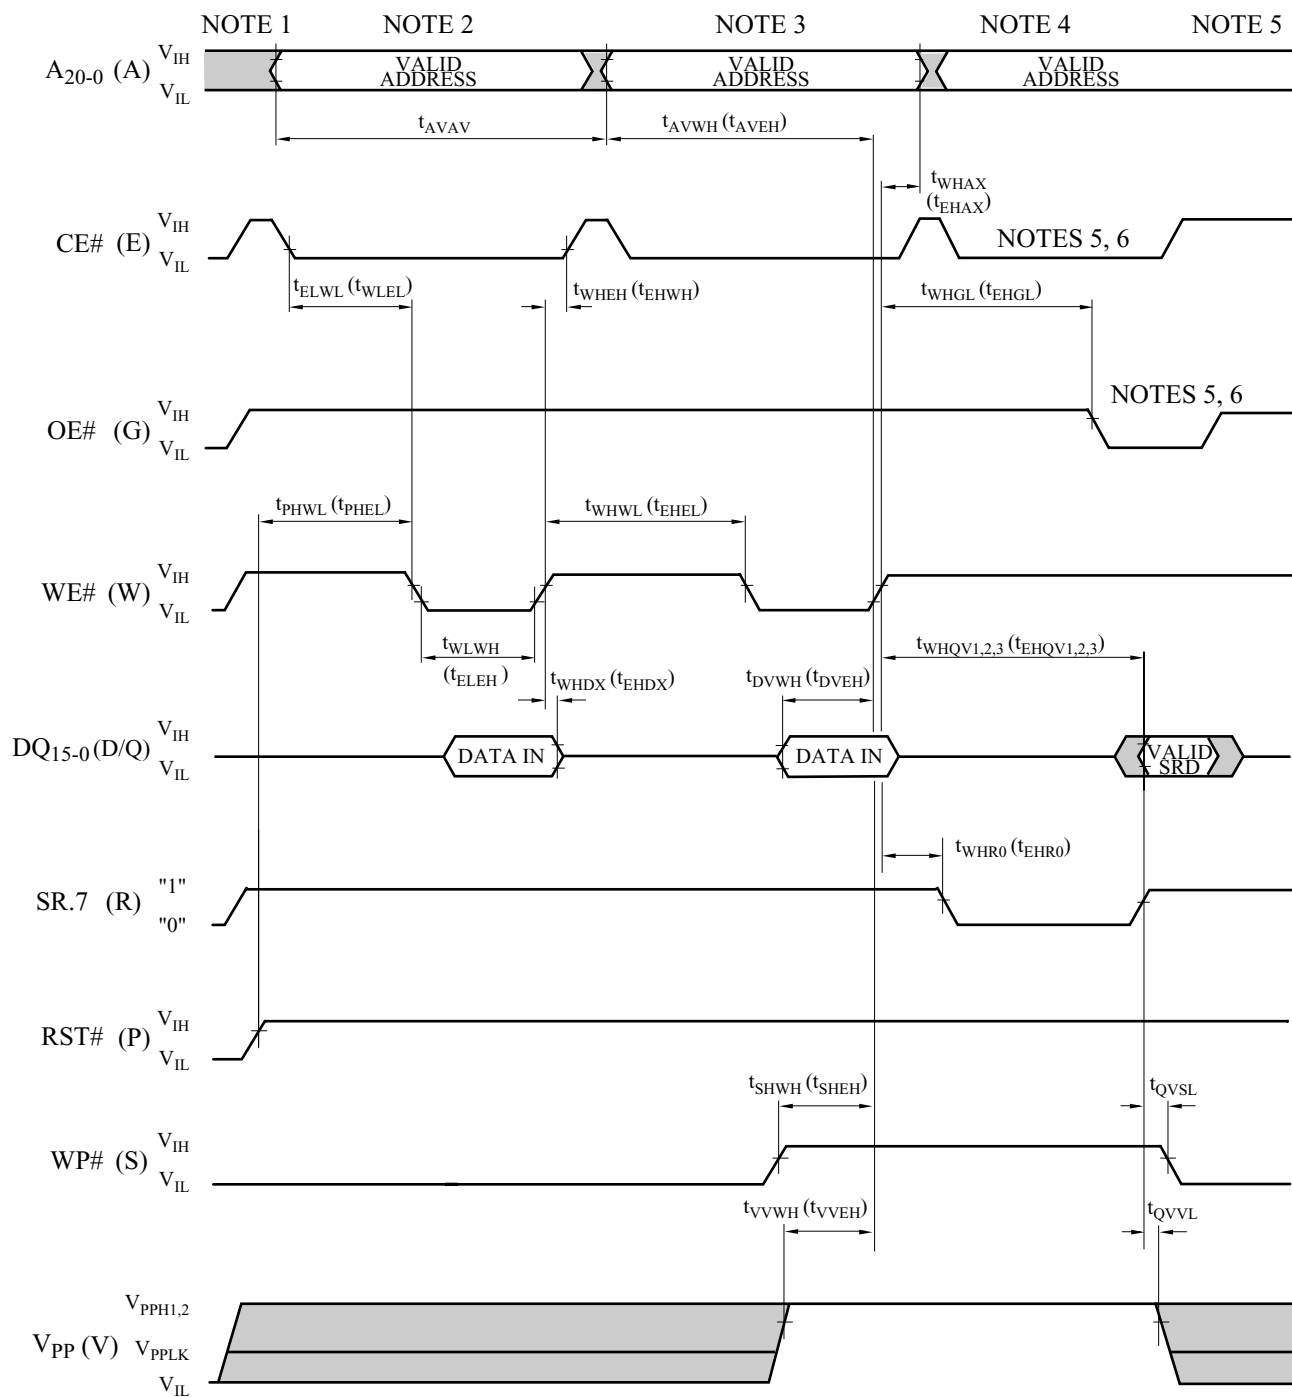 NOTE 1 NOTE 2 NOTE 3 NOTE 4 NOTE 5
A20-0 (A) VIH VIL
VALID ADDRESS
VALID ADDRESS
VALID ADDRESS
tAVAV
tAVWH (tAVEH)
tWHAX
(tEHAX)
CE# (E) VIH VIL
NOTES 5, 6
tELWL (tWLEL)
tWHEH (tEHWH)
tWHGL (tEHGL)
OE# (G) VIH VIL
NOTES 5, 6
tPHWL (tPHEL)
tWHWL (tEHEL)
WE# (W) VIH VIL
tWLWH
(tELEH)
tWHDX (tEHDX)
tDVWH (tDVEH)
tWHQV1,2,3 (tEHQV1,2,3)
DQ15-0 (D/Q) VIH VIL
DATA IN
DATA IN
VALID
SRD
tWHR0 (tEHR0)
SR.7 (R) "1" "0"
RST# (P) VIH VIL
tSHWH (tSHEH)
tQVSL
WP# (S) VIH VIL
tVVWH (tVVEH)
tQVVL
VPP (V) VPPH1,2 VPPLK VIL